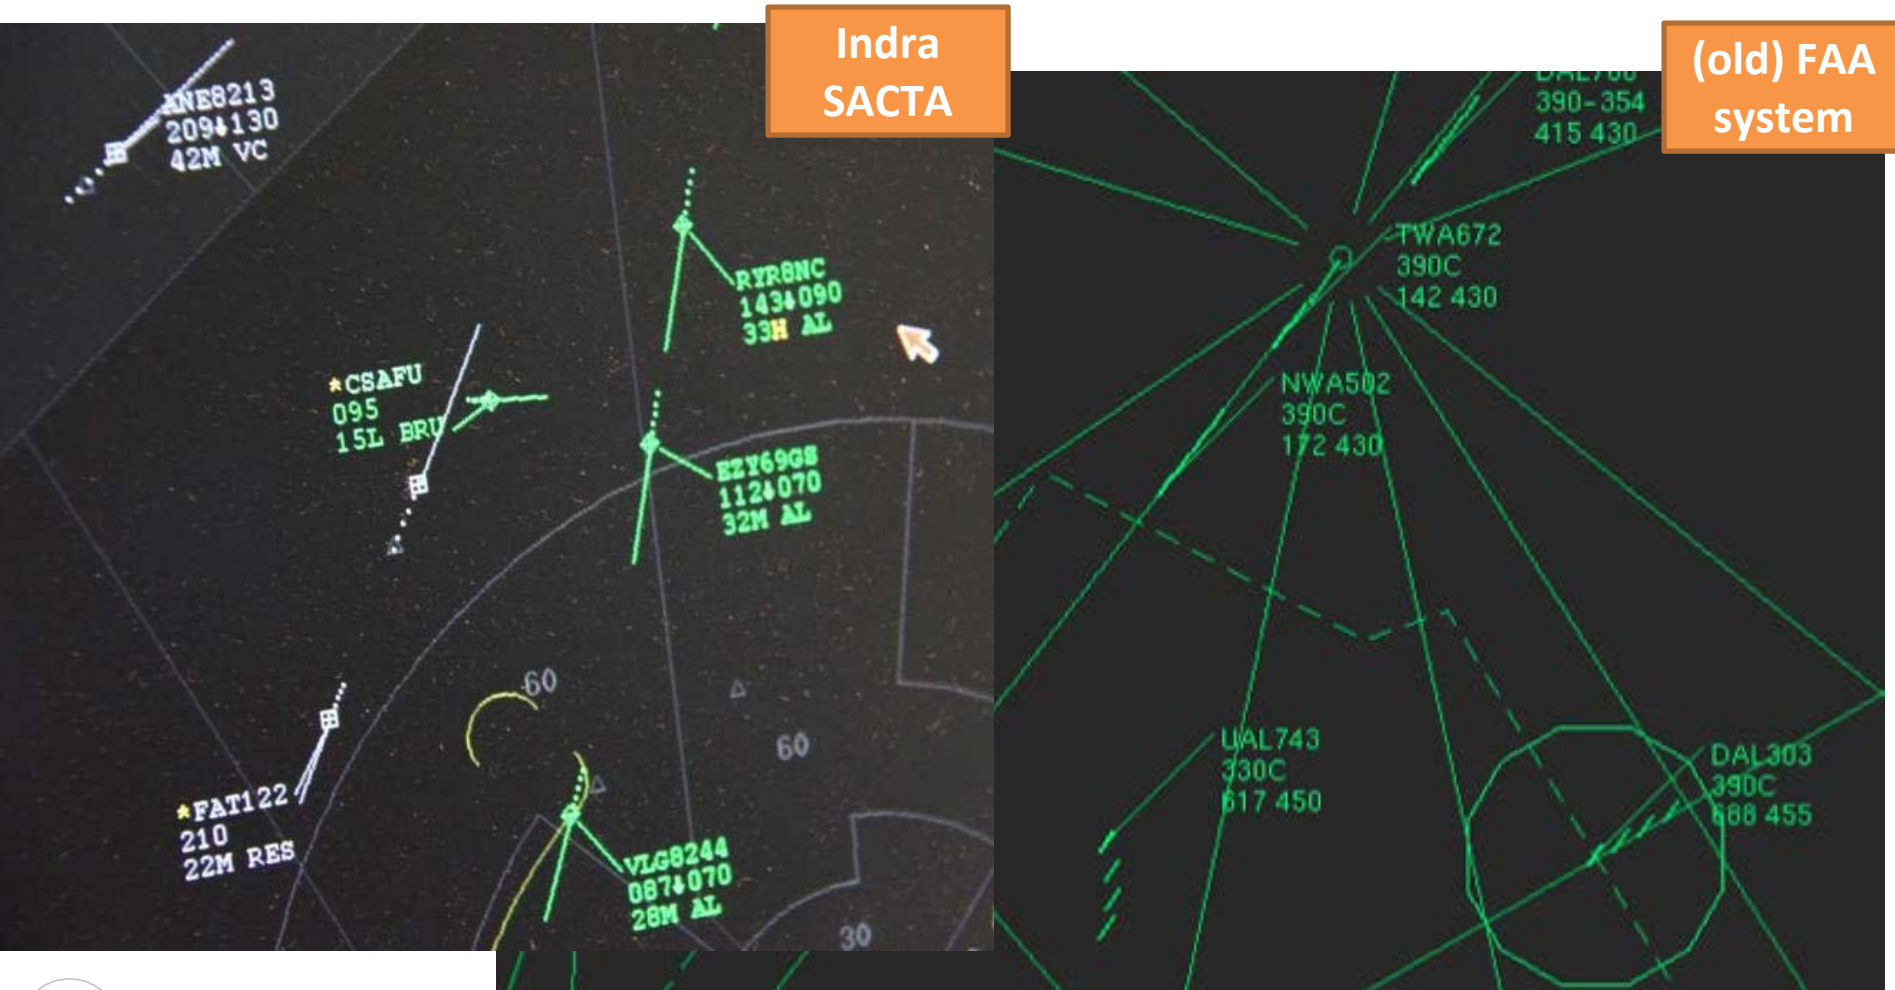 Indra
SACTA
(old) FAA
system
ANE8213
209↓130
42M VC
RYR8NC
143↓090
33H AL
*CSAFU
095
15L BRU
EZY69GS
112↓070
32M AL
60
60
*FAT122
210
22M RES
VLG8244
087↓070
28M AL
30
DAL700
390-354
415 430
TWA672
390C
142 430
NWA502
390C
172 430
UAL743
330C
617 450
DAL303
390C
688 455